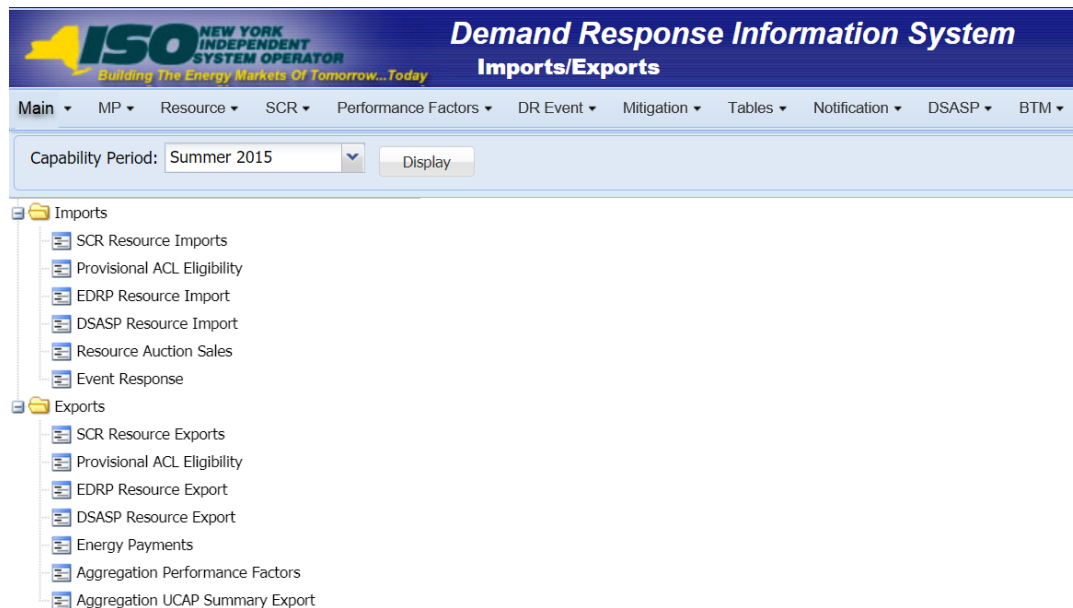 NEW YORK
ISO INDEPENDENT
SYSTEM OPERATOR
Building The Energy Markets Of Tomorrow...Today
Demand Response Information System
Imports/Exports
Main MP Resource SCR Performance Factors DR Event Mitigation Tables Notification DSASP BTM
Capability Period: Summer 2015 Display
Imports
SCR Resource Imports
Provisional ACL Eligibility
EDRP Resource Import
DSASP Resource Import
Resource Auction Sales
Event Response
Exports
SCR Resource Exports
Provisional ACL Eligibility
EDRP Resource Export
DSASP Resource Export
Energy Payments
Aggregation Performance Factors
Aggregation UCAP Summary Export